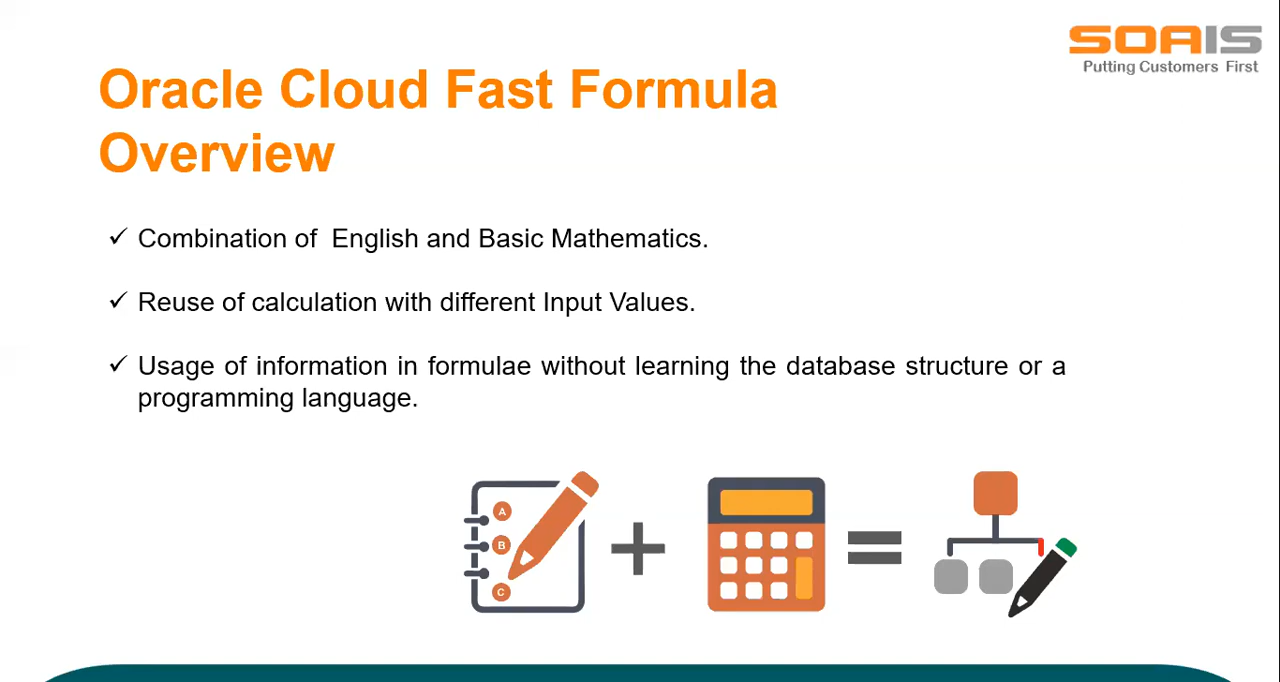 SOAIS
Putting Customers First
Oracle Cloud Fast Formula
Overview
✓ Combination of English and Basic Mathematics.
✓ Reuse of calculation with different Input Values.
✓ Usage of information in formulae without learning the database structure or a
programming language.
A
B
C